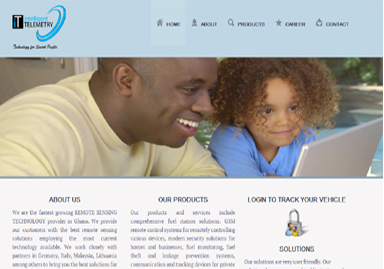 intelligent
TELEMETRY
Technology for Smart People
HOME
ABOUT
PRODUCTS
CAREER
CONTACT
ABOUT US
We are the fastest growing REMOTE SENSING
TECHNOLOGY provider in Ghana. We provide
our customers with the best remote sensing
solutions employing the most current
technology available. We work closely with
partners in Germany, Italy, Malaysia, Lithuania
among others to bring you the best solutions for
OUR PRODUCTS
Our products and services include
comprehensive fuel station solutions, GSM
remote control systems for remotely controlling
various devices, modern security solutions for
homes and businesses, fuel monitoring, fuel
theft and leakage prevention systems,
communication and tracking devices for private
LOGIN TO TRACK YOUR VEHICLE
SOLUTIONS
Our solutions are very user friendly. Our